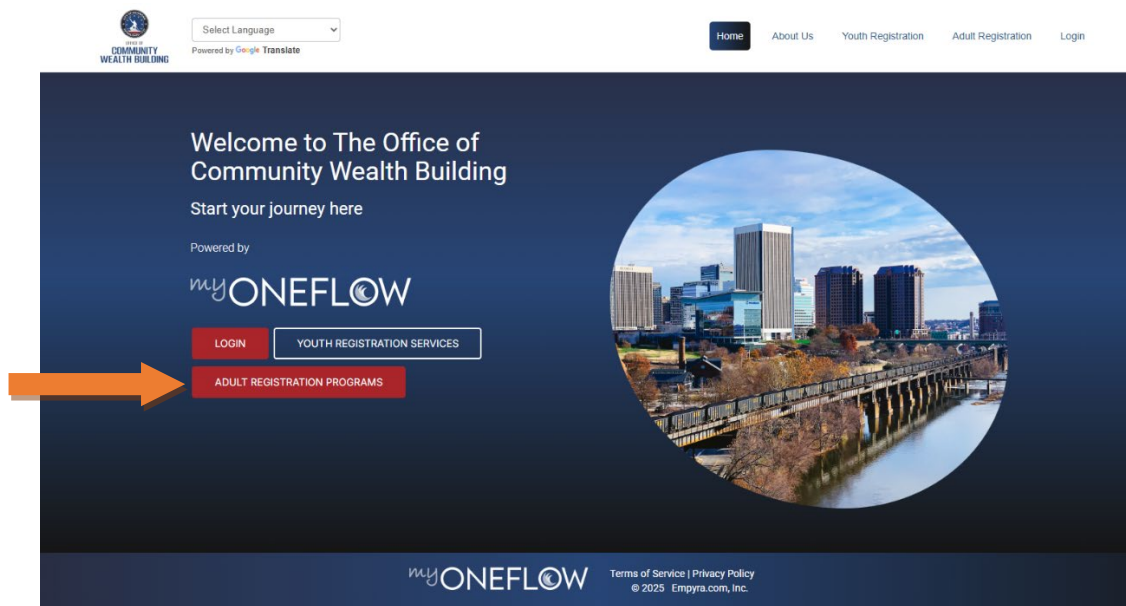 OFFICE OF
COMMUNITY
WEALTH BUILDING
Select Language
Powered by Google Translate
Home
About Us
Youth Registration
Adult Registration
Login
Welcome to The Office of
Community Wealth Building
Start your journey here
Powered by
myONEFLOW
LOGIN
YOUTH REGISTRATION SERVICES
ADULT REGISTRATION PROGRAMS
myONEFLOW
Terms of Service | Privacy Policy
© 2025 Empyra.com, Inc.